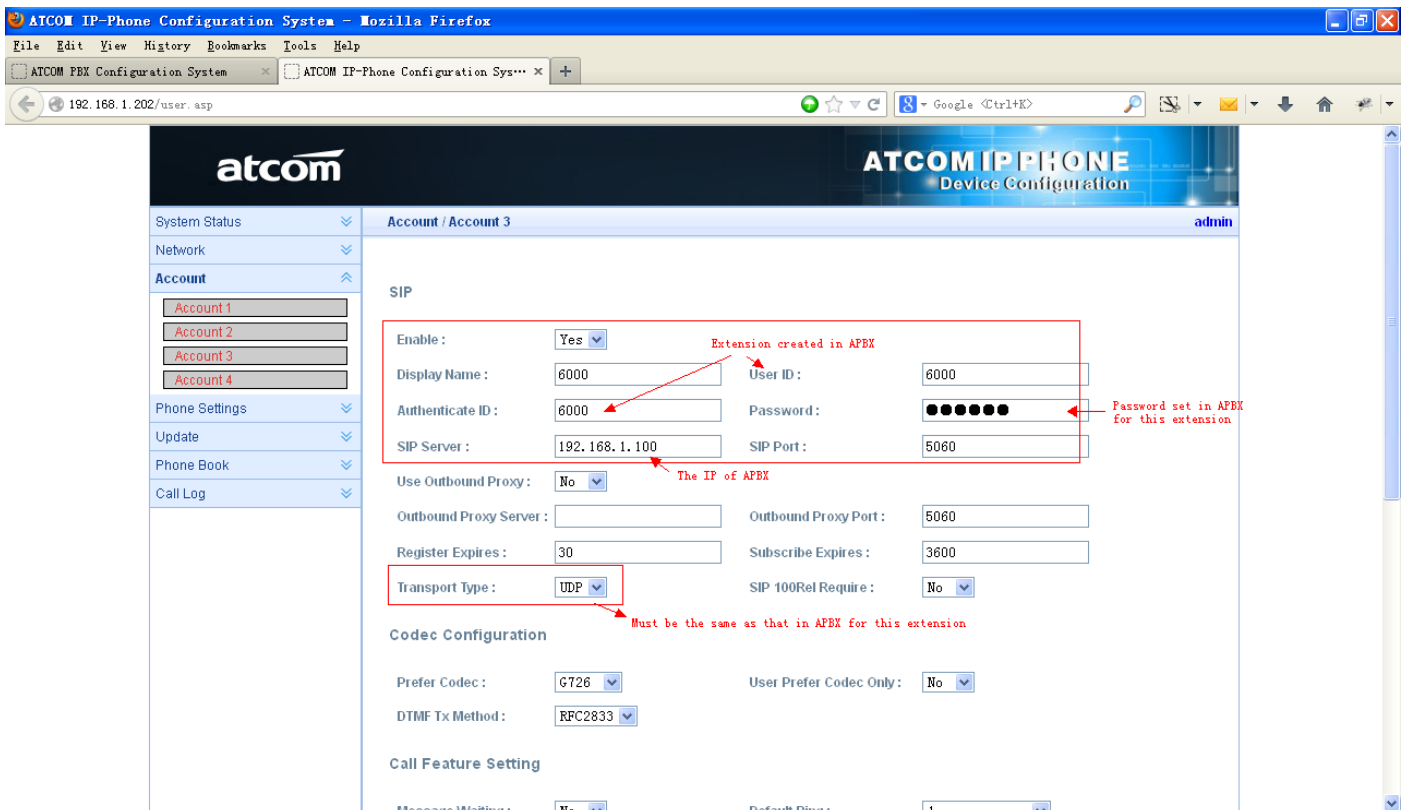 ATCOM IP-Phone Configuration System - Mozilla Firefox
File Edit View History Bookmarks Tools Help
ATCOM PBX Configuration System × ATCOM IP-Phone Configuration Sys··· × +
192.168.1.202/user.asp Google <Ctrl+K>
atcom
ATCOM IP PHONE
Device Configuration
System Status
Account / Account 3 admin
Network
Account
Account 1
Account 2
Account 3
Account 4
Phone Settings
Update
Phone Book
Call Log
SIP
Enable : Yes
Extension created in APBX
Display Name : 6000 User ID : 6000
Authenticate ID : 6000 Password : ●●●●●●
Password set in APBX
for this extension
SIP Server : 192.168.1.100 SIP Port : 5060
The IP of APBX
Use Outbound Proxy : No
Outbound Proxy Server : Outbound Proxy Port : 5060
Register Expires : 30 Subscribe Expires : 3600
Transport Type : UDP SIP 100Rel Require : No
Must be the same as that in APBX for this extension
Codec Configuration
Prefer Codec : G726 User Prefer Codec Only : No
DTMF Tx Method : RFC2833
Call Feature Setting
Message Waiting : No Default Ring : 1